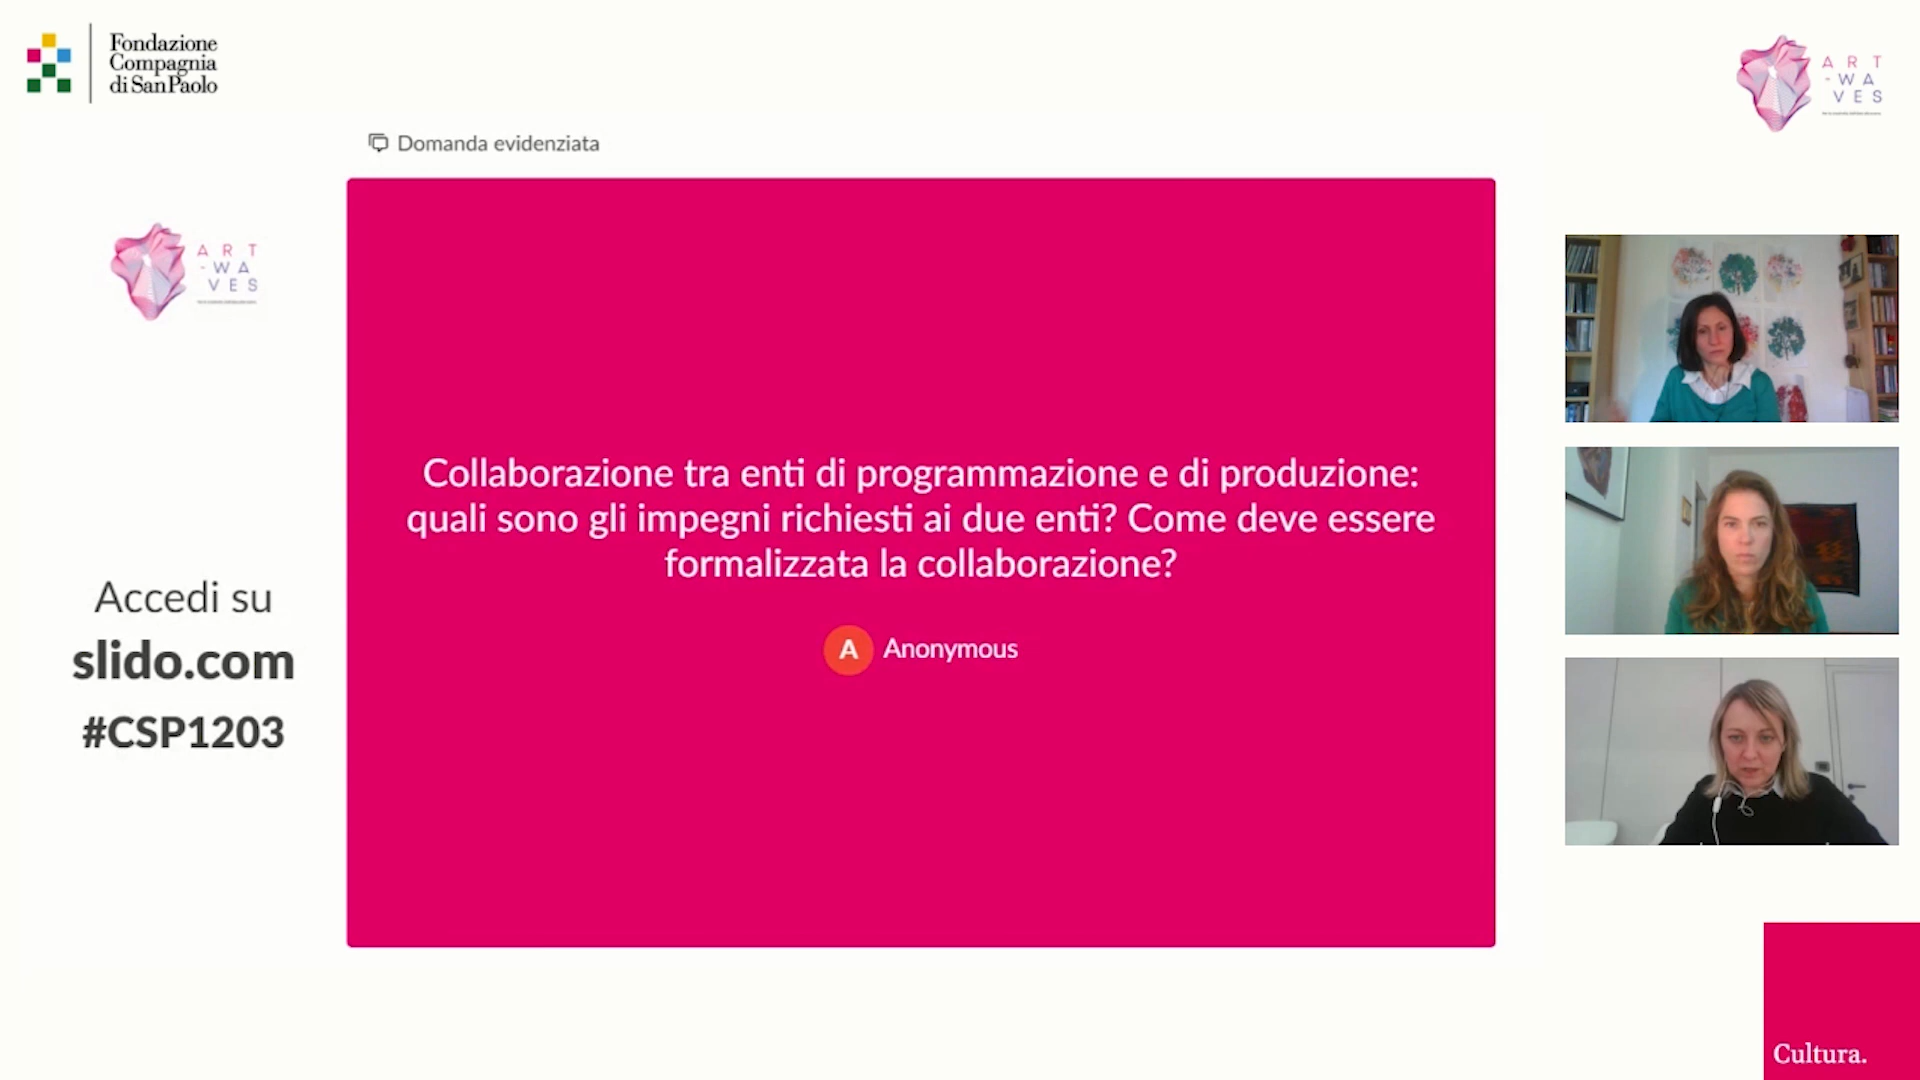 Fondazione
Compagnia
di San Paolo
A R T
- W A
V E S
Domanda evidenziata
A R T
- W A
V E S
Collaborazione tra enti di programmazione e di produzione:
quali sono gli impegni richiesti ai due enti? Come deve essere
formalizzata la collaborazione?
A Anonymous
Accedi su
slido.com
#CSP1203
Cultura.